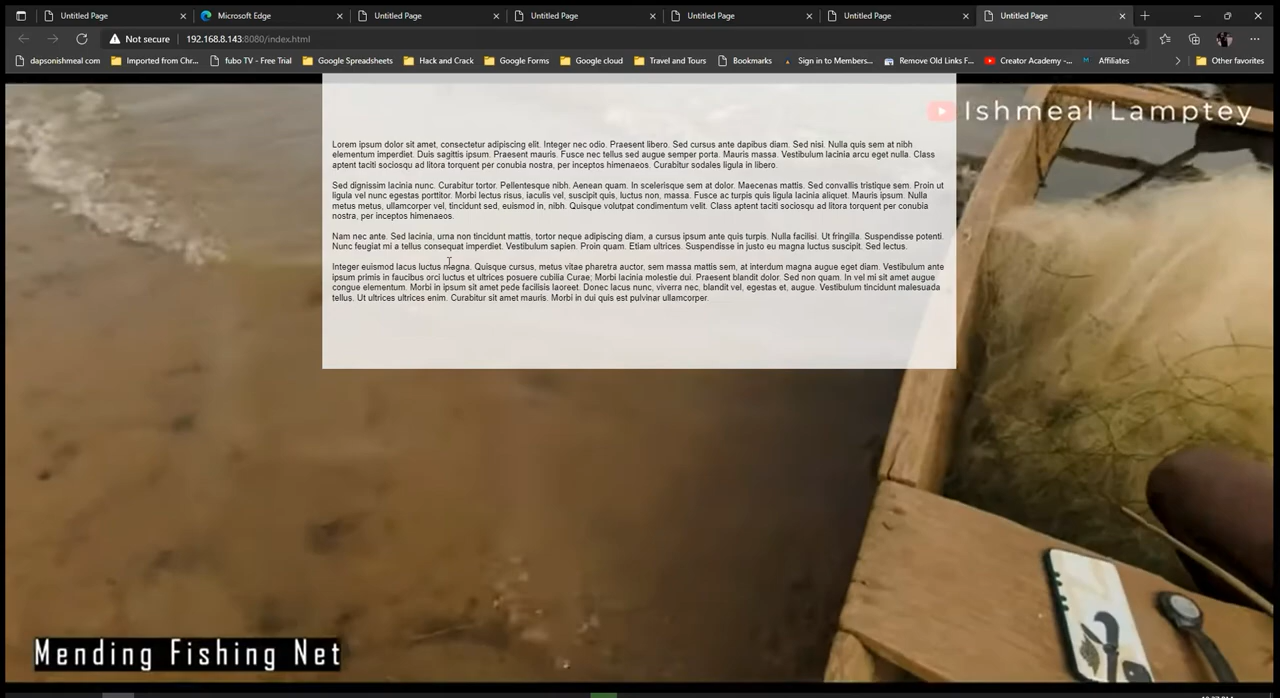 Untitled Page
Microsoft Edge
Untitled Page
Untitled Page
Untitled Page
Untitled Page
Untitled Page
Not secure 192.168.8.143:8080/index.html
dapsonishmeal.com
Imported from Chr...
fubo TV - Free Trial
Google Spreadsheets
Hack and Crack
Google Forms
Google cloud
Travel and Tours
Bookmarks
Sign in to Members...
Remove Old Links F...
Creator Academy -...
Affiliates
Other favorites
Ishmeal Lamptey
Lorem ipsum dolor sit amet, consectetur adipiscing elit. Integer nec odio. Praesent libero. Sed cursus ante dapibus diam. Sed nisi. Nulla quis sem at nibh
elementum imperdiet. Duis sagittis ipsum. Praesent mauris. Fusce nec tellus sed augue semper porta. Mauris massa. Vestibulum lacinia arcu eget nulla. Class
aptent taciti sociosqu ad litora torquent per conubia nostra, per inceptos himenaeos. Curabitur sodales ligula in libero.
Sed dignissim lacinia nunc. Curabitur tortor. Pellentesque nibh. Aenean quam. In scelerisque sem at dolor. Maecenas mattis. Sed convallis tristique sem. Proin ut
ligula vel nunc egestas porttitor. Morbi lectus risus, iaculis vel, suscipit quis, luctus non, massa. Fusce ac turpis quis ligula lacinia aliquet. Mauris ipsum. Nulla
metus metus, ullamcorper vel, tincidunt sed, euismod in, nibh. Quisque volutpat condimentum velit. Class aptent taciti sociosqu ad litora torquent per conubia
nostra, per inceptos himenaeos.
Nam nec ante. Sed lacinia, urna non tincidunt mattis, tortor neque adipiscing diam, a cursus ipsum ante quis turpis. Nulla facilisi. Ut fringilla. Suspendisse potenti.
Nunc feugiat mi a tellus consequat imperdiet. Vestibulum sapien. Proin quam. Etiam ultrices. Suspendisse in justo eu magna luctus suscipit. Sed lectus.
Integer euismod lacus luctus magna. Quisque cursus, metus vitae pharetra auctor, sem massa mattis sem, at interdum magna augue eget diam. Vestibulum ante
ipsum primis in faucibus orci luctus et ultrices posuere cubilia Curae; Morbi lacinia molestie dui. Praesent blandit dolor. Sed non quam. In vel mi sit amet augue
congue elementum. Morbi in ipsum sit amet pede facilisis laoreet. Donec lacus nunc, viverra nec, blandit vel, egestas et, augue. Vestibulum tincidunt malesuada
tellus. Ut ultrices ultrices enim. Curabitur sit amet mauris. Morbi in dui quis est pulvinar ullamcorper.
Mending Fishing Net